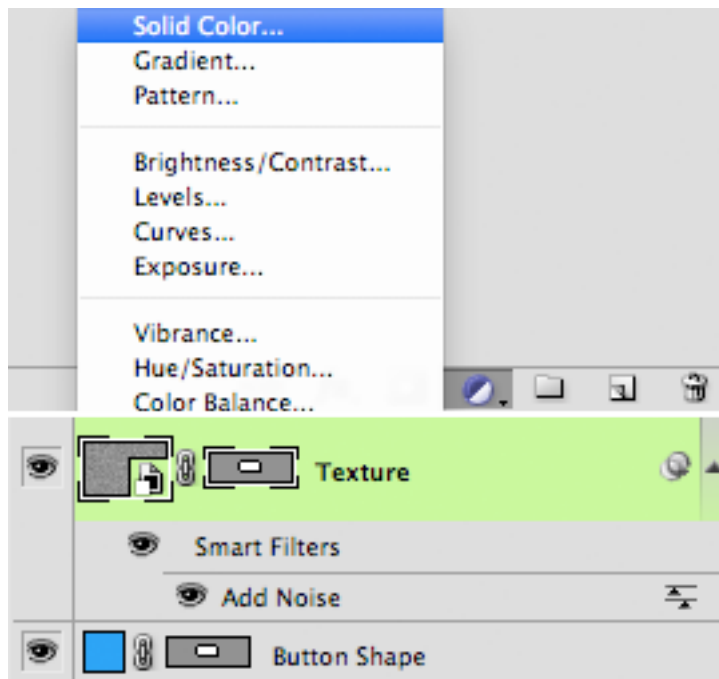 Solid Color...
Gradient...
Pattern...
Brightness/Contrast...
Levels...
Curves...
Exposure...
Vibrance...
Hue/Saturation...
Color Balance...
Texture
Smart Filters
Add Noise
Button Shape